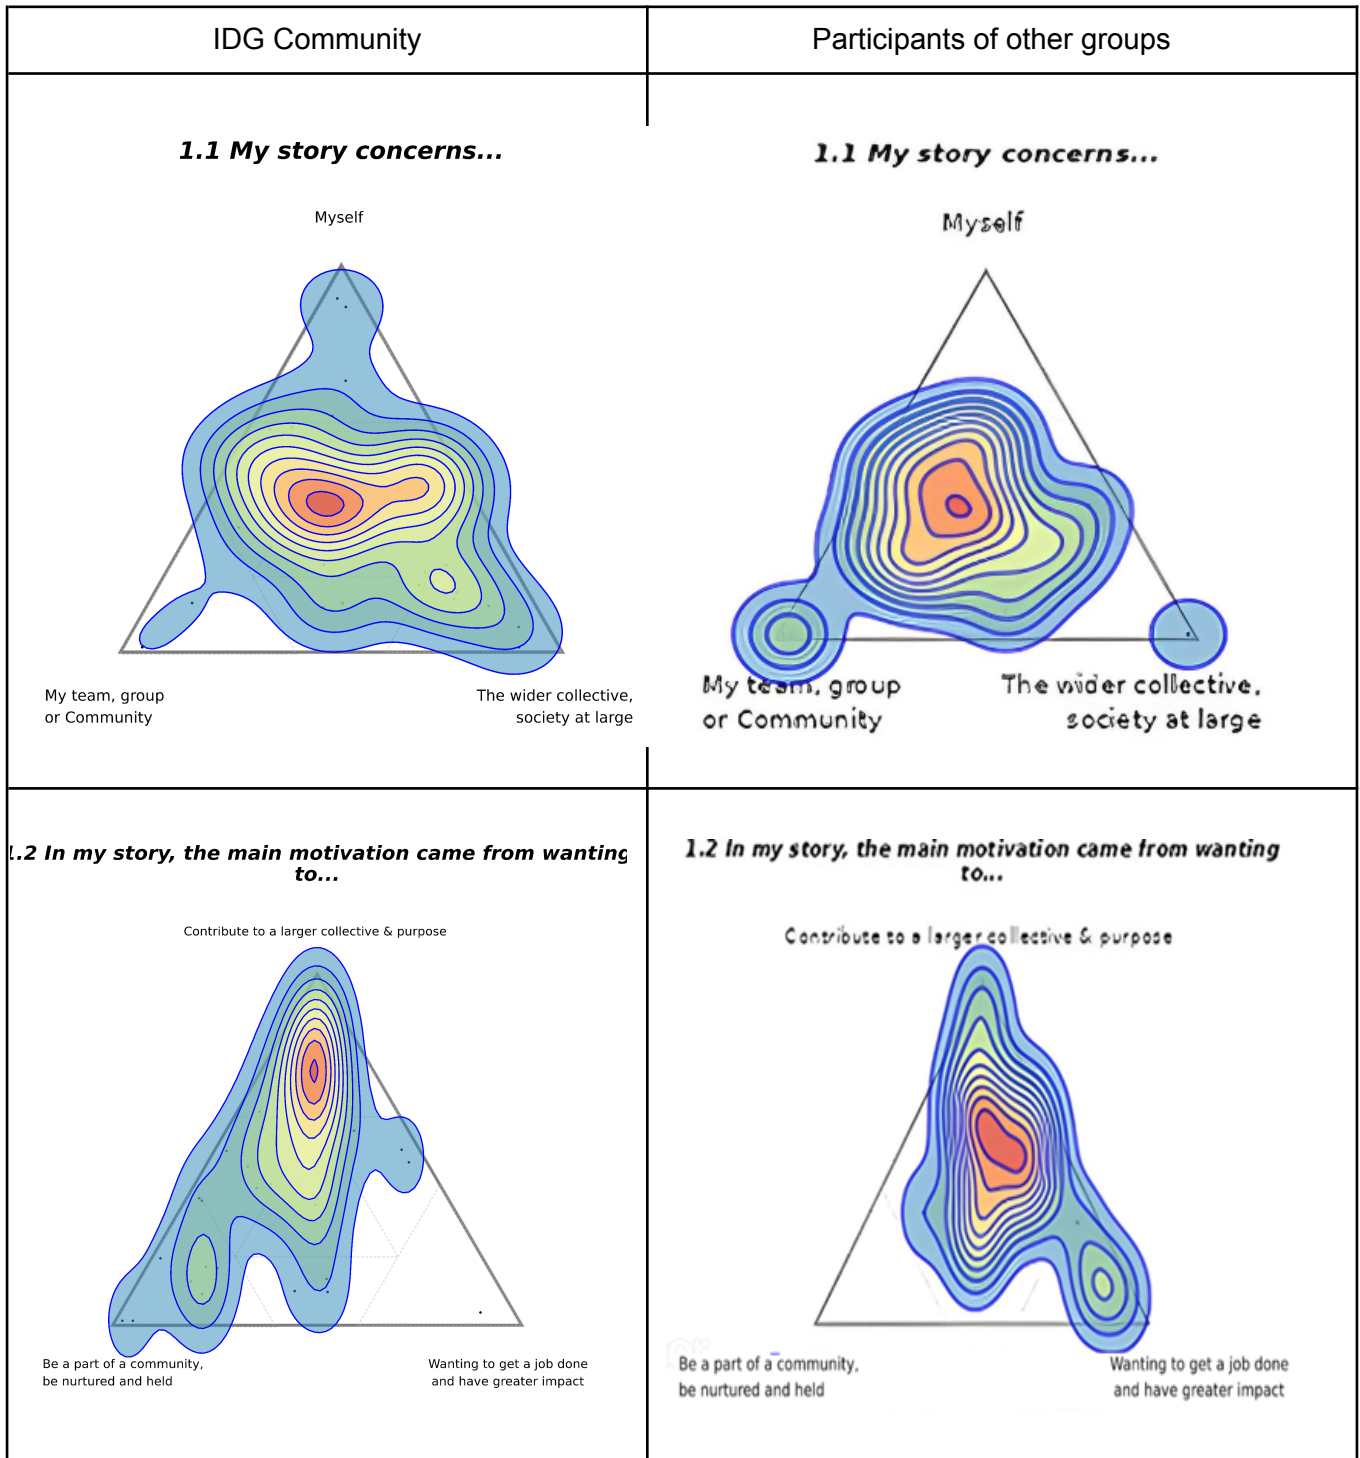 IDG Community
Participants of other groups
1.1 My story concerns...
Myself
My team, group
or Community
The wider collective,
society at large
1.1 My story concerns...
Myself
My team, group
or Community
The wider collective,
society at large
1.2 In my story, the main motivation came from wanting
to...
Contribute to a larger collective & purpose
Be a part of a community,
be nurtured and held
Wanting to get a job done
and have greater impact
1.2 In my story, the main motivation came from wanting
to...
Contribute to a larger collective & purpose
Be a part of a community,
be nurtured and held
Wanting to get a job done
and have greater impact